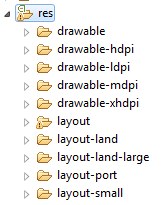 res
drawable
drawable-hdpi
drawable-ldpi
drawable-mdpi
drawable-xhdpi
layout
layout-land
layout-land-large
layout-port
layout-small